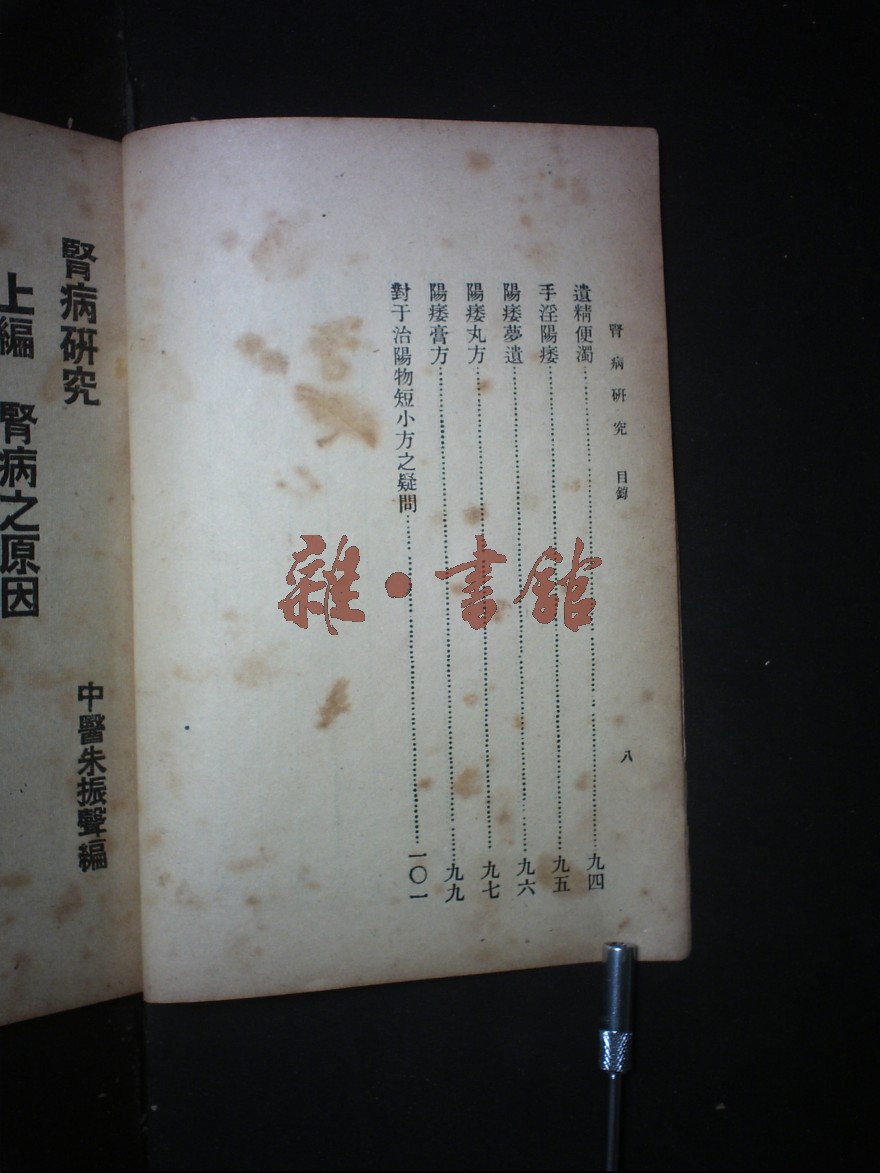 腎病研究 目錄 八
遺精便濁 九四
手淫陽痿 九五
陽痿夢遺 九六
陽痿丸方 九七
陽痿膏方 九九
對于治陽物短小方之疑問 一〇一
腎病硏究
中醫朱振聲編
上編 腎病之原因
雜·書館